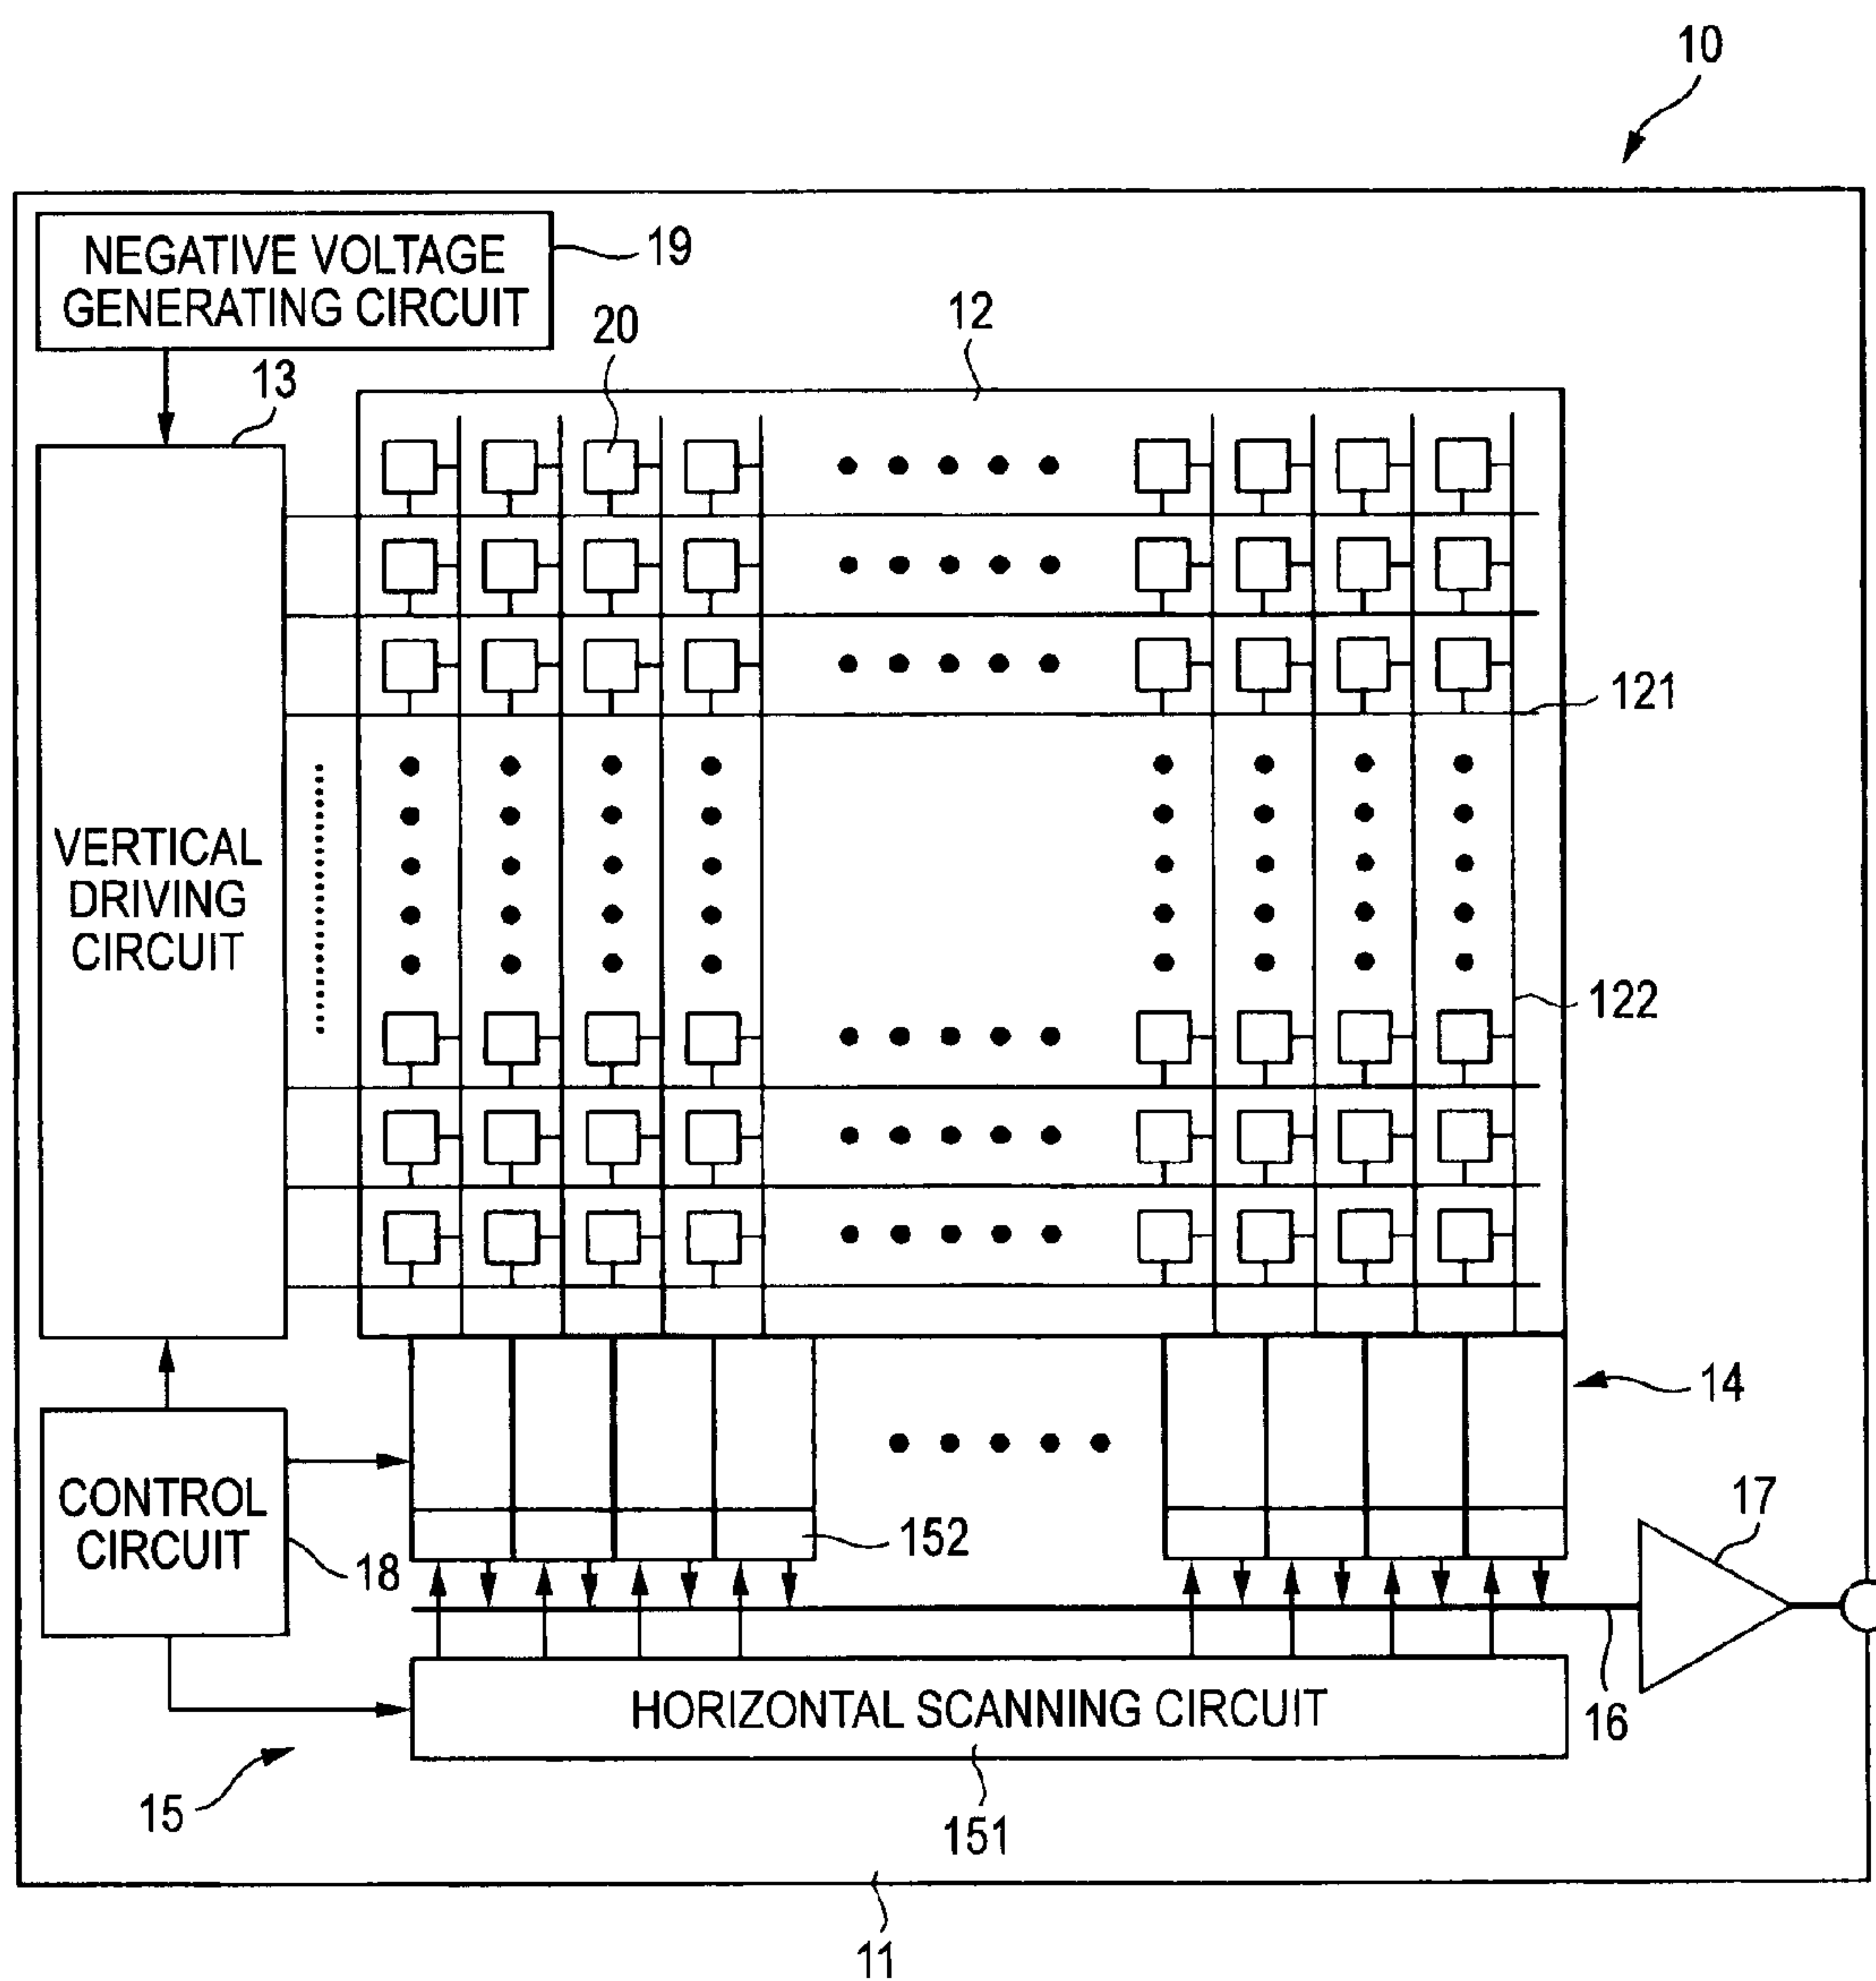 10
NEGATIVE VOLTAGE
GENERATING CIRCUIT
19
20
12
13
121
VERTICAL
DRIVING
CIRCUIT
122
14
CONTROL
CIRCUIT
17
152
18
16
HORIZONTAL SCANNING CIRCUIT
15
151
11